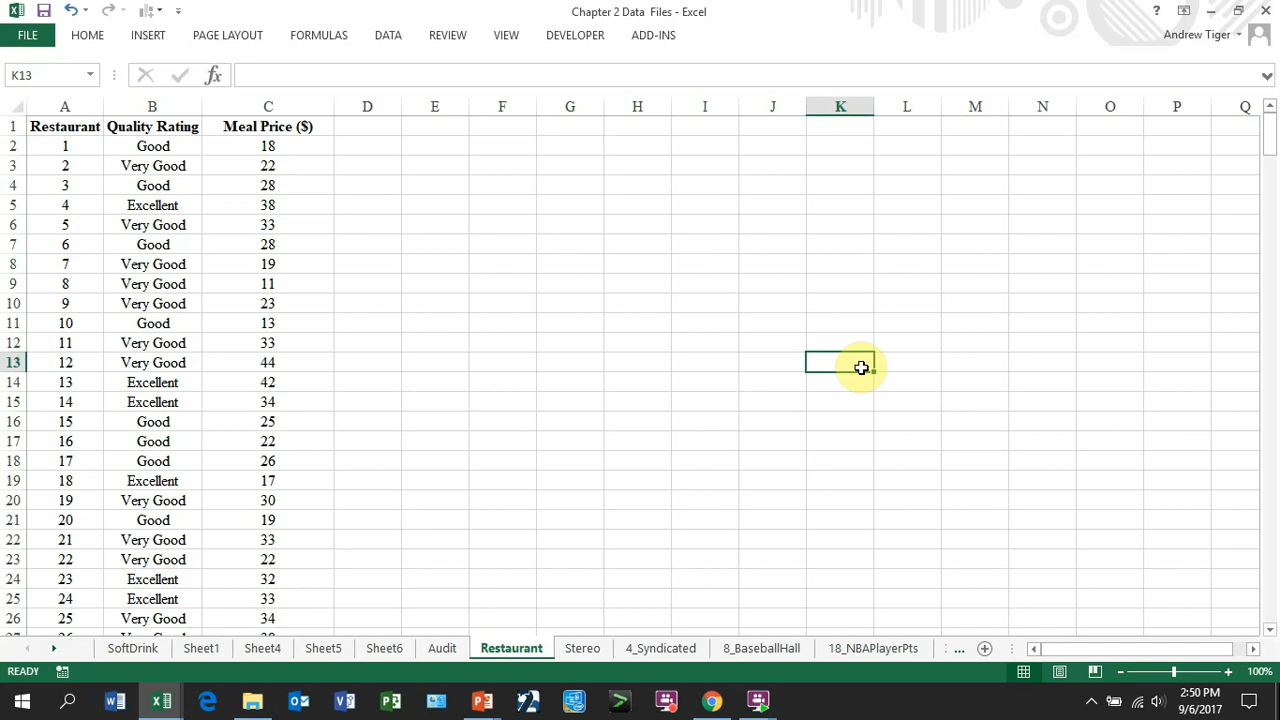 Chapter 2 Data  Files - Excel
?
FILE HOME INSERT PAGE LAYOUT FORMULAS DATA REVIEW VIEW DEVELOPER ADD-INS Andrew Tiger
K13 fx
A B C D E F G H I J K L M N O P Q
1 Restaurant Quality Rating Meal Price ($)
2 1 Good 18
3 2 Very Good 22
4 3 Good 28
5 4 Excellent 38
6 5 Very Good 33
7 6 Good 28
8 7 Very Good 19
9 8 Very Good 11
10 9 Very Good 23
11 10 Good 13
12 11 Very Good 33
13 12 Very Good 44
14 13 Excellent 42
15 14 Excellent 34
16 15 Good 25
17 16 Good 22
18 17 Good 26
19 18 Excellent 17
20 19 Very Good 30
21 20 Good 19
22 21 Very Good 33
23 22 Very Good 22
24 23 Excellent 32
25 24 Excellent 33
26 25 Very Good 34
SoftDrink Sheet1 Sheet4 Sheet5 Sheet6 Audit Restaurant Stereo 4_Syndicated 8_BaseballHall 18_NBAPlayerPts ...
READY 100%
2:50 PM
9/6/2017